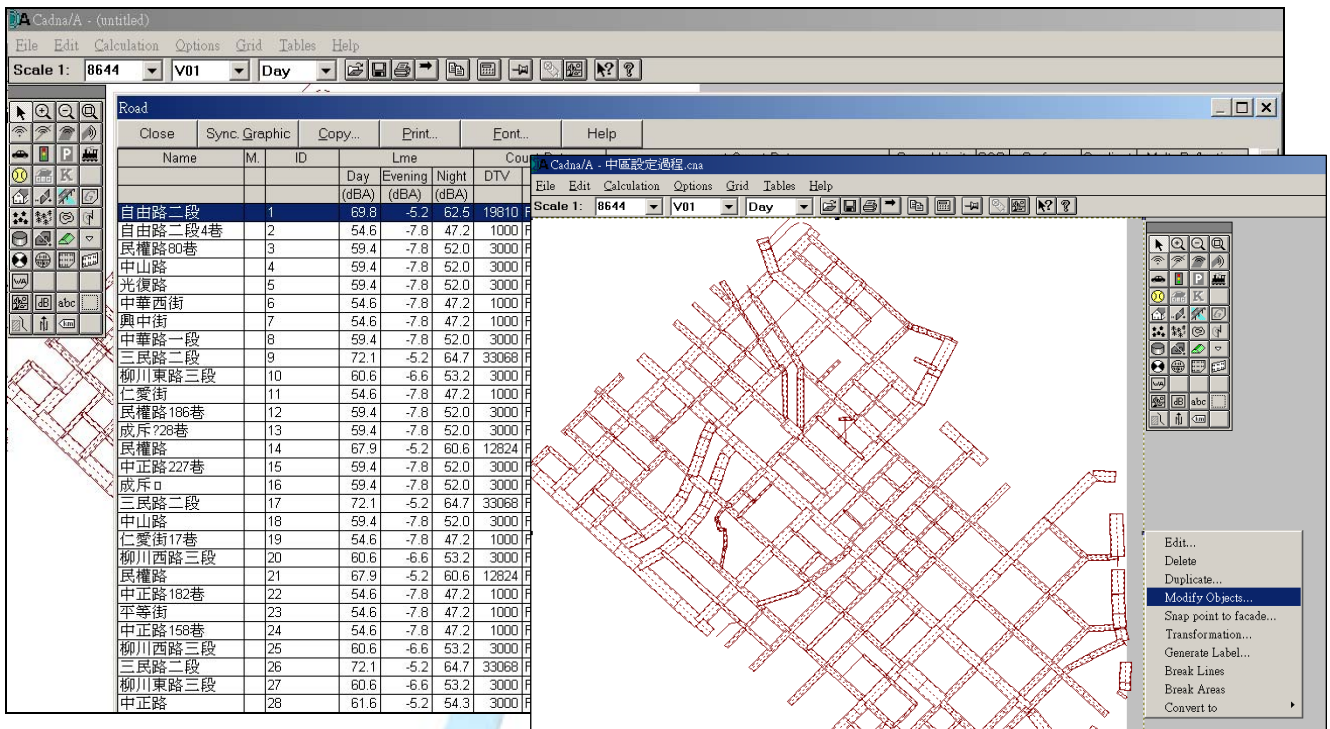 Cadna/A - (untitled)
File Edit Calculation Options Grid Tables Help
Scale 1: 8644 V01 Day
Road
Close Sync. Graphic Copy... Print... Font... Help
Name M. ID Lme
Day Evening Night DTV
(dBA) (dBA) (dBA)
自由路二段 1 69.8 -5.2 62.5 19810
自由路二段4巷 2 54.6 -7.8 47.2 1000
民權路80巷 3 59.4 -7.8 52.0 3000
中山路 4 59.4 -7.8 52.0 3000
光復路 5 59.4 -7.8 52.0 3000
中華西街 6 54.6 -7.8 47.2 1000
興中街 7 54.6 -7.8 47.2 1000
中華路一段 8 59.4 -7.8 52.0 3000
三民路二段 9 72.1 -5.2 64.7 33068
柳川東路三段 10 60.6 -6.6 53.2 3000
仁愛街 11 54.6 -7.8 47.2 1000
民權路186巷 12 59.4 -7.8 52.0 3000
成斥?28巷 13 59.4 -7.8 52.0 3000
民權路 14 67.9 -5.2 60.6 12824
中正路227巷 15 59.4 -7.8 52.0 3000
成斥 16 59.4 -7.8 52.0 3000
三民路二段 17 72.1 -5.2 64.7 33068
中山路 18 59.4 -7.8 52.0 3000
仁愛街17巷 19 54.6 -7.8 47.2 1000
柳川西路三段 20 60.6 -6.6 53.2 3000
民權路 21 67.9 -5.2 60.6 12824
中正路182巷 22 54.6 -7.8 47.2 1000
平等街 23 54.6 -7.8 47.2 1000
中正路158巷 24 54.6 -7.8 47.2 1000
柳川西路三段 25 60.6 -6.6 53.2 3000
三民路二段 26 72.1 -5.2 64.7 33068
柳川東路三段 27 60.6 -6.6 53.2 3000
中正路 28 61.6 -5.2 54.3 3000
Cadna/A - 中區設定過程.cna
File Edit Calculation Options Grid Tables Help
Scale 1: 8644 V01 Day
Edit...
Delete
Duplicate...
Modify Objects...
Snap point to facade...
Transformation...
Generate Label...
Break Lines
Break Areas
Convert to